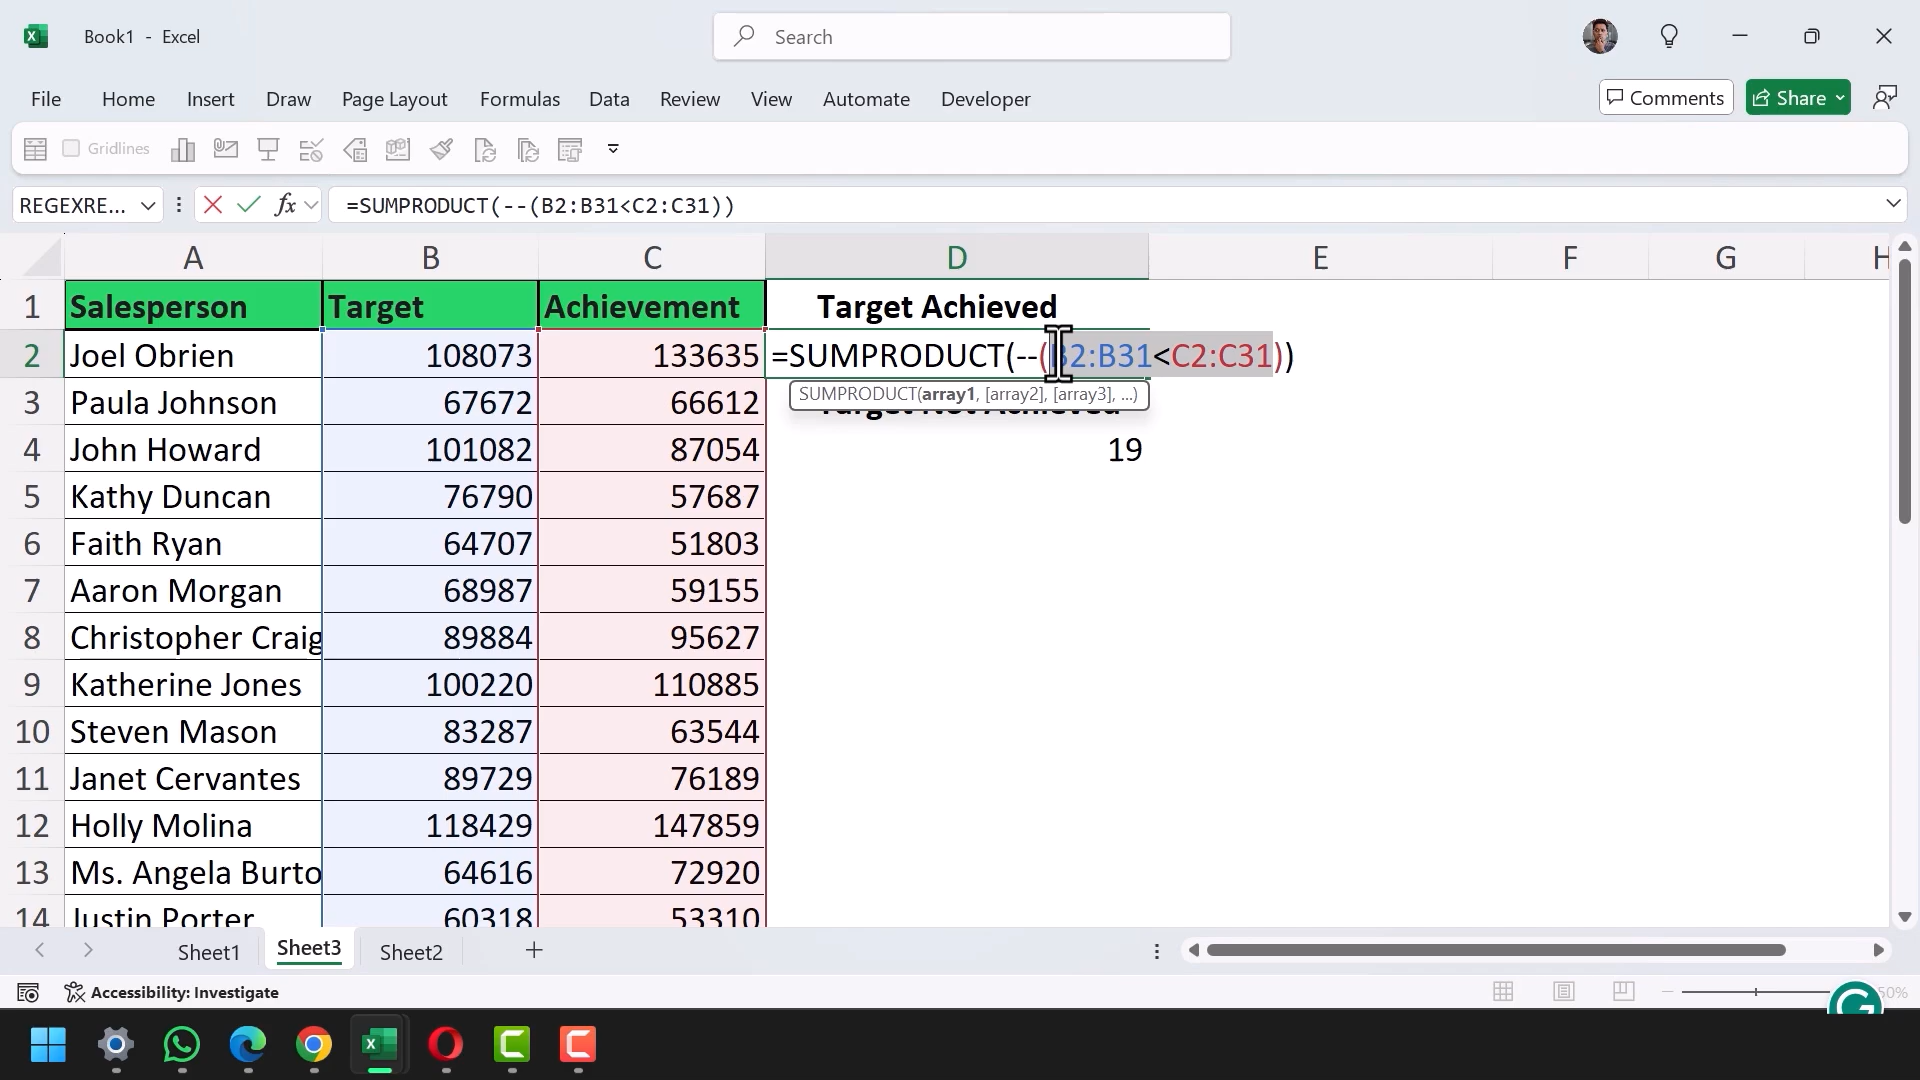 Book1 - Excel
Search
File Home Insert Draw Page Layout Formulas Data Review View Automate Developer
Comments Share
Gridlines
REGEXRE... fx =SUMPRODUCT(--(B2:B31<C2:C31))
A B C D E F G H
1 Salesperson Target Achievement Target Achieved
2 Joel Obrien 108073 133635 =SUMPRODUCT(--(B2:B31<C2:C31))
SUMPRODUCT(array1, [array2], [array3], ...)
3 Paula Johnson 67672 66612 Target Not Achieved
4 John Howard 101082 87054 19
5 Kathy Duncan 76790 57687
6 Faith Ryan 64707 51803
7 Aaron Morgan 68987 59155
8 Christopher Craig 89884 95627
9 Katherine Jones 100220 110885
10 Steven Mason 83287 63544
11 Janet Cervantes 89729 76189
12 Holly Molina 118429 147859
13 Ms. Angela Burto 64616 72920
14 Justin Porter 60318 53310
Sheet1 Sheet3 Sheet2
Accessibility: Investigate
50%